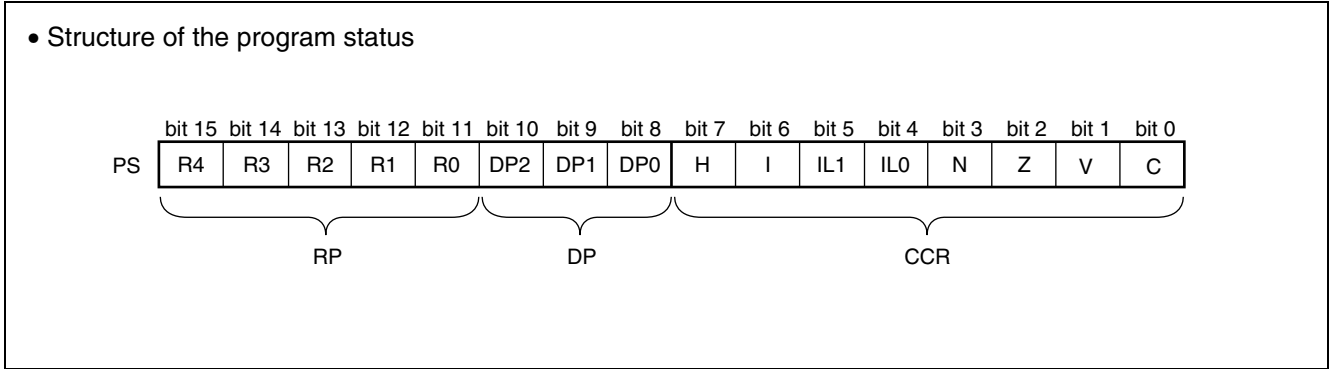 • Structure of the program status
bit 15 bit 14 bit 13 bit 12 bit 11 bit 10 bit 9 bit 8 bit 7 bit 6 bit 5 bit 4 bit 3 bit 2 bit 1 bit 0
PS R4 R3 R2 R1 R0 DP2 DP1 DP0 H I IL1 IL0 N Z V C
RP DP CCR